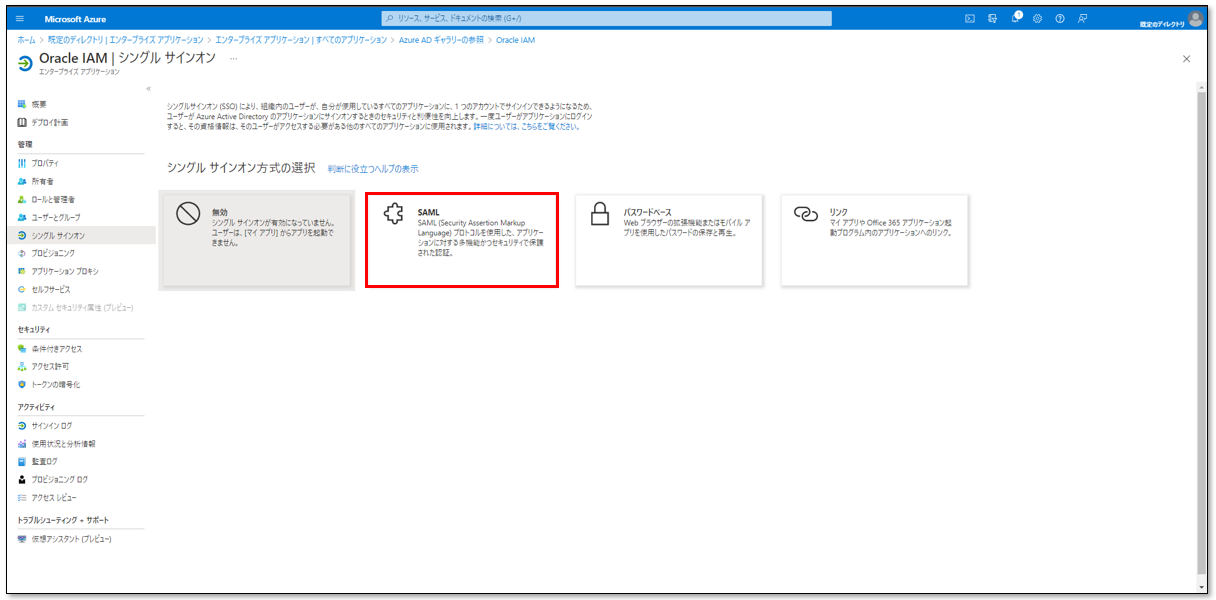 Microsoft Azure
リソース、サービス、ドキュメントの検索 (G+/)
1
既定のディレクトリ
ホーム > 既定のディレクトリ | エンタープライズ アプリケーション > エンタープライズ アプリケーション | すべてのアプリケーション > Azure AD ギャラリーの参照 > Oracle IAM
Oracle IAM | シングル サインオン ...
エンタープライズ アプリケーション
概要
デプロイ計画
管理
プロパティ
所有者
ロールと管理者
ユーザーとグループ
シングル サインオン
プロビジョニング
アプリケーション プロキシ
セルフサービス
カスタム セキュリティ属性 (プレビュー)
セキュリティ
条件付きアクセス
アクセス許可
トークンの暗号化
アクティビティ
サインイン ログ
使用状況と分析情報
監査ログ
プロビジョニング ログ
アクセス レビュー
トラブルシューティング + サポート
仮想アシスタント (プレビュー)
シングルサインオン (SSO) により、組織内のユーザーが、自分が使用しているすべてのアプリケーションに、1 つのアカウントでサインインできるようになるため、
ユーザーが Azure Active Directory のアプリケーションにサインオンするときのセキュリティと利便性を向上します。一度ユーザーがアプリケーションにログイン
すると、その資格情報は、そのユーザーがアクセスする必要がある他のすべてのアプリケーションに使用されます。詳細については、こちらをご覧ください。
シングル サインオン方式の選択 判断に役立つヘルプの表示
無効
シングル サインオンが有効になっていません。
ユーザーは、[マイ アプリ] からアプリを起動で
きません。
SAML
SAML (Security Assertion Markup
Language) プロトコルを使用した、アプリケー
ションに対する多機能かつセキュリティで保護
された認証。
パスワードベース
Web ブラウザーの拡張機能またはモバイル ア
プリを使用したパスワードの保存と再生。
リンク
マイ アプリや Office 365 アプリケーション起
動プログラム内のアプリケーションへのリンク。